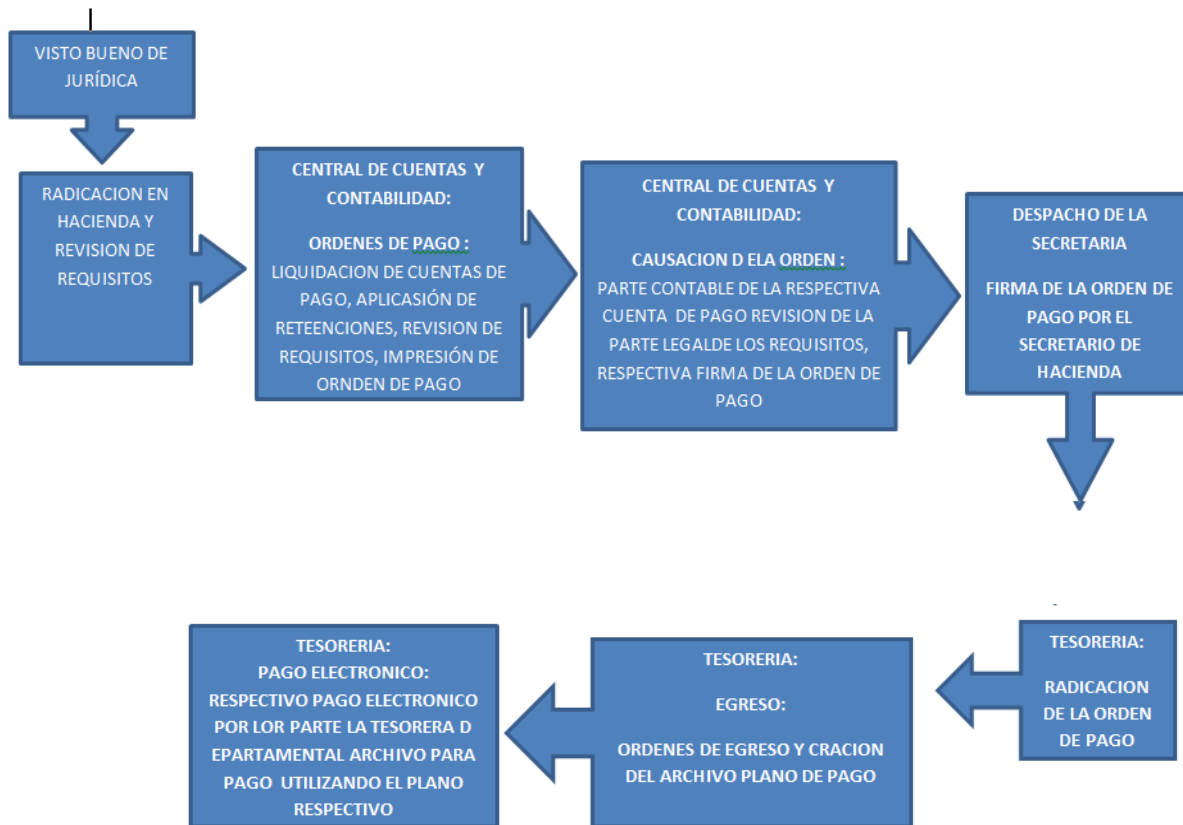 VISTO BUENO DE
JURÍDICA
RADICACION EN
HACIENDA Y
REVISION DE
REQUISITOS
CENTRAL DE CUENTAS Y
CONTABILIDAD:
ORDENES DE PAGO :
LIQUIDACION DE CUENTAS DE
PAGO, APLICASIÓN DE
RETEENCIONES, REVISION DE
REQUISITOS, IMPRESIÓN DE
ORNDEN DE PAGO
CENTRAL DE CUENTAS Y
CONTABILIDAD:
CAUSACION D ELA ORDEN :
PARTE CONTABLE DE LA RESPECTIVA
CUENTA DE PAGO REVISION DE LA
PARTE LEGALDE LOS REQUISITOS,
RESPECTIVA FIRMA DE LA ORDEN DE
PAGO
DESPACHO DE LA
SECRETARIA
FIRMA DE LA ORDEN DE
PAGO POR EL
SECRETARIO DE
HACIENDA
TESORERIA:
RADICACION
DE LA ORDEN
DE PAGO
TESORERIA:
EGRESO:
ORDENES DE EGRESO Y CRACION
DEL ARCHIVO PLANO DE PAGO
TESORERIA:
PAGO ELECTRONICO:
RESPECTIVO PAGO ELECTRONICO
POR LOR PARTE LA TESORERA D
EPARTAMENTAL ARCHIVO PARA
PAGO UTILIZANDO EL PLANO
RESPECTIVO